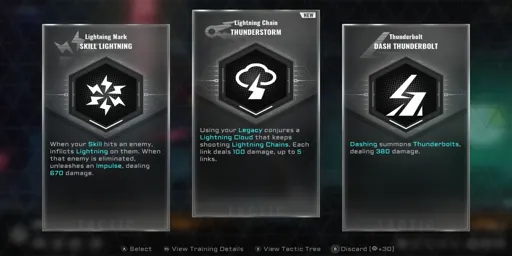 Lightning Mark
SKILL LIGHTNING
When your Skill hits an enemy,
inflicts Lightning on them. When
that enemy is eliminated,
unleashes an Impulse, dealing
670 damage.
NEW
Lightning Chain
THUNDERSTORM
Using your Legacy conjures a
Lightning Cloud that keeps
shooting Lightning Chains. Each
link deals 100 damage, up to 5
links.
Thunderbolt
DASH THUNDERBOLT
Dashing summons Thunderbolts,
dealing 380 damage.
Select
View Training Details
View Tactic Tree
Discard [+30]